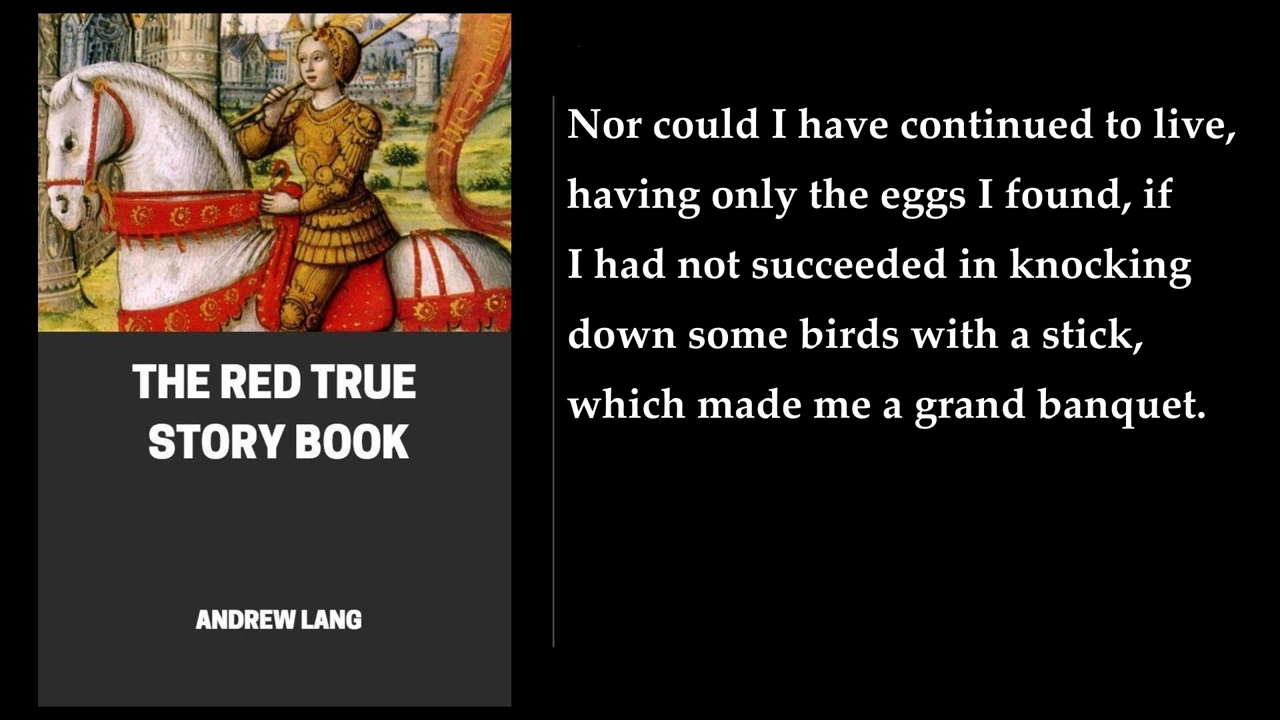 THE RED TRUE
STORY BOOK
ANDREW LANG
Nor could I have continued to live,
having only the eggs I found, if
I had not succeeded in knocking
down some birds with a stick,
which made me a grand banquet.